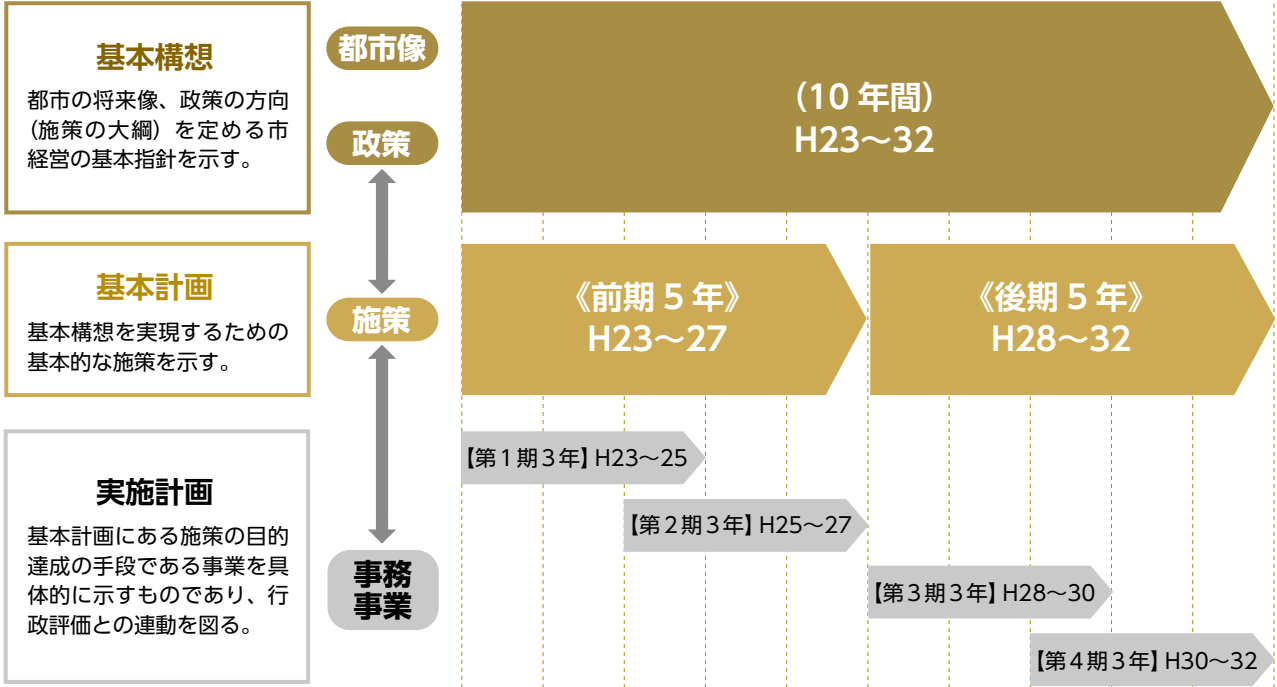 基本構想
都市の将来像、政策の方向
（施策の大綱）を定める市
経営の基本指針を示す。
都市像
政策
（10 年間）
H23～32
基本計画
基本構想を実現するための
基本的な施策を示す。
施策
《前期 5 年》
H23～27
《後期 5 年》
H28～32
実施計画
基本計画にある施策の目的
達成の手段である事業を具
体的に示すものであり、行
政評価との連動を図る。
事務
事業
【第１期３年】H23～25
【第２期３年】H25～27
【第３期３年】H28～30
【第４期３年】H30～32